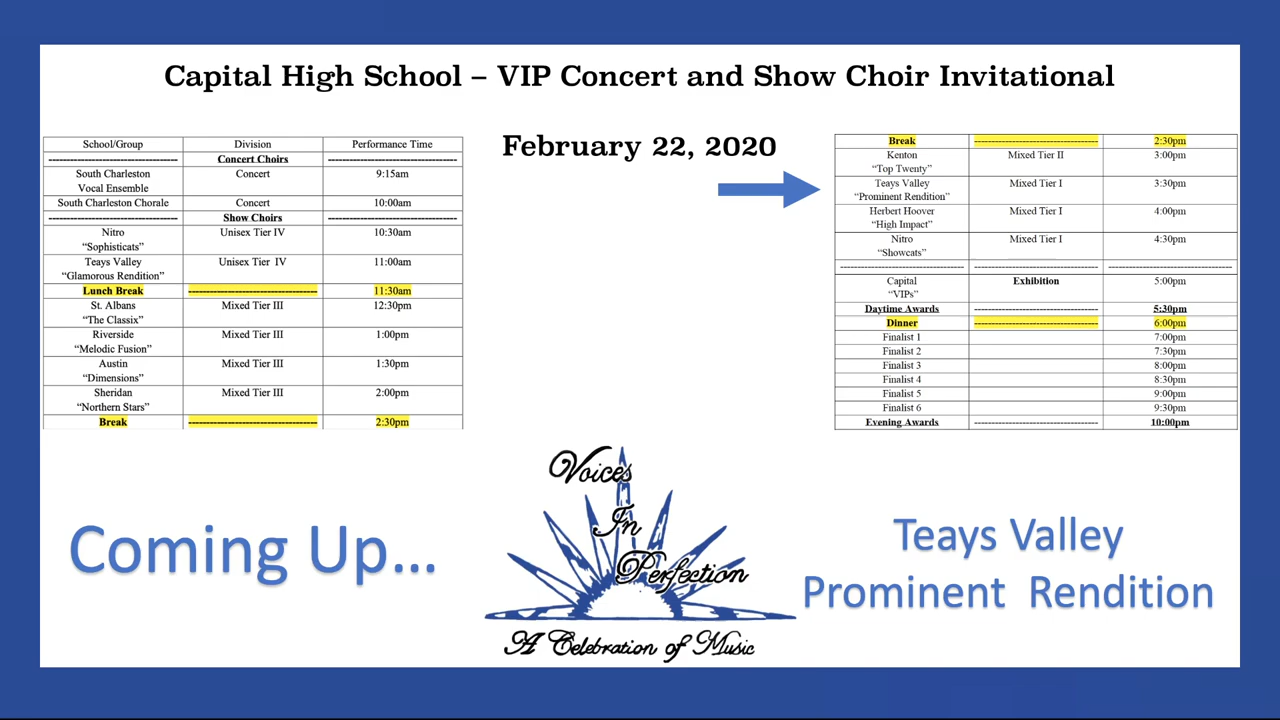 Capital High School – VIP Concert and Show Choir Invitational
February 22, 2020
School/Group Division Performance Time
---------------------------------------- Concert Choirs ----------------------------------------
South Charleston Concert 9:15am
Vocal Ensemble
South Charleston Chorale Concert 10:00am
---------------------------------------- Show Choirs ----------------------------------------
Nitro Unisex Tier IV 10:30am
“Sophisticats”
Teays Valley Unisex Tier IV 11:00am
“Glamorous Rendition”
Lunch Break ---------------------------------------- 11:30am
St. Albans Mixed Tier III 12:30pm
“The Classix”
Riverside Mixed Tier III 1:00pm
“Melodic Fusion”
Austin Mixed Tier III 1:30pm
“Dimensions”
Sheridan Mixed Tier III 2:00pm
“Northern Stars”
Break ---------------------------------------- 2:30pm
Break ---------------------------------------- 2:30pm
Kenton Mixed Tier II 3:00pm
“Top Twenty”
Teays Valley Mixed Tier I 3:30pm
“Prominent Rendition”
Herbert Hoover Mixed Tier I 4:00pm
“High Impact”
Nitro Mixed Tier I 4:30pm
“Showcats”
---------------------------------------- ---------------------------------------- ----------------------------------------
Capital Exhibition 5:00pm
“VIPs”
Daytime Awards ---------------------------------------- 5:30pm
Dinner ---------------------------------------- 6:00pm
Finalist 1 7:00pm
Finalist 2 7:30pm
Finalist 3 8:00pm
Finalist 4 8:30pm
Finalist 5 9:00pm
Finalist 6 9:30pm
Evening Awards ---------------------------------------- 10:00pm
Coming Up...
Voices
In
Perfection
A Celebration of Music
Teays Valley
Prominent Rendition